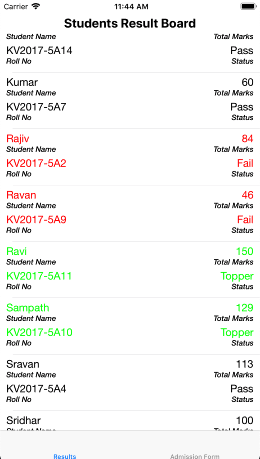 Carrier 11:44 AM
Students Result Board
Student Name Total Marks
KV2017-5A14 Pass
Roll No Status
Kumar 60
Student Name Total Marks
KV2017-5A7 Pass
Roll No Status
Rajiv 84
Student Name Total Marks
KV2017-5A2 Fail
Roll No Status
Ravan 46
Student Name Total Marks
KV2017-5A9 Fail
Roll No Status
Ravi 150
Student Name Total Marks
KV2017-5A11 Topper
Roll No Status
Sampath 129
Student Name Total Marks
KV2017-5A10 Topper
Roll No Status
Sravan 113
Student Name Total Marks
KV2017-5A4 Pass
Roll No Status
Sridhar 100
Student Name Total Marks
Results Admission Form